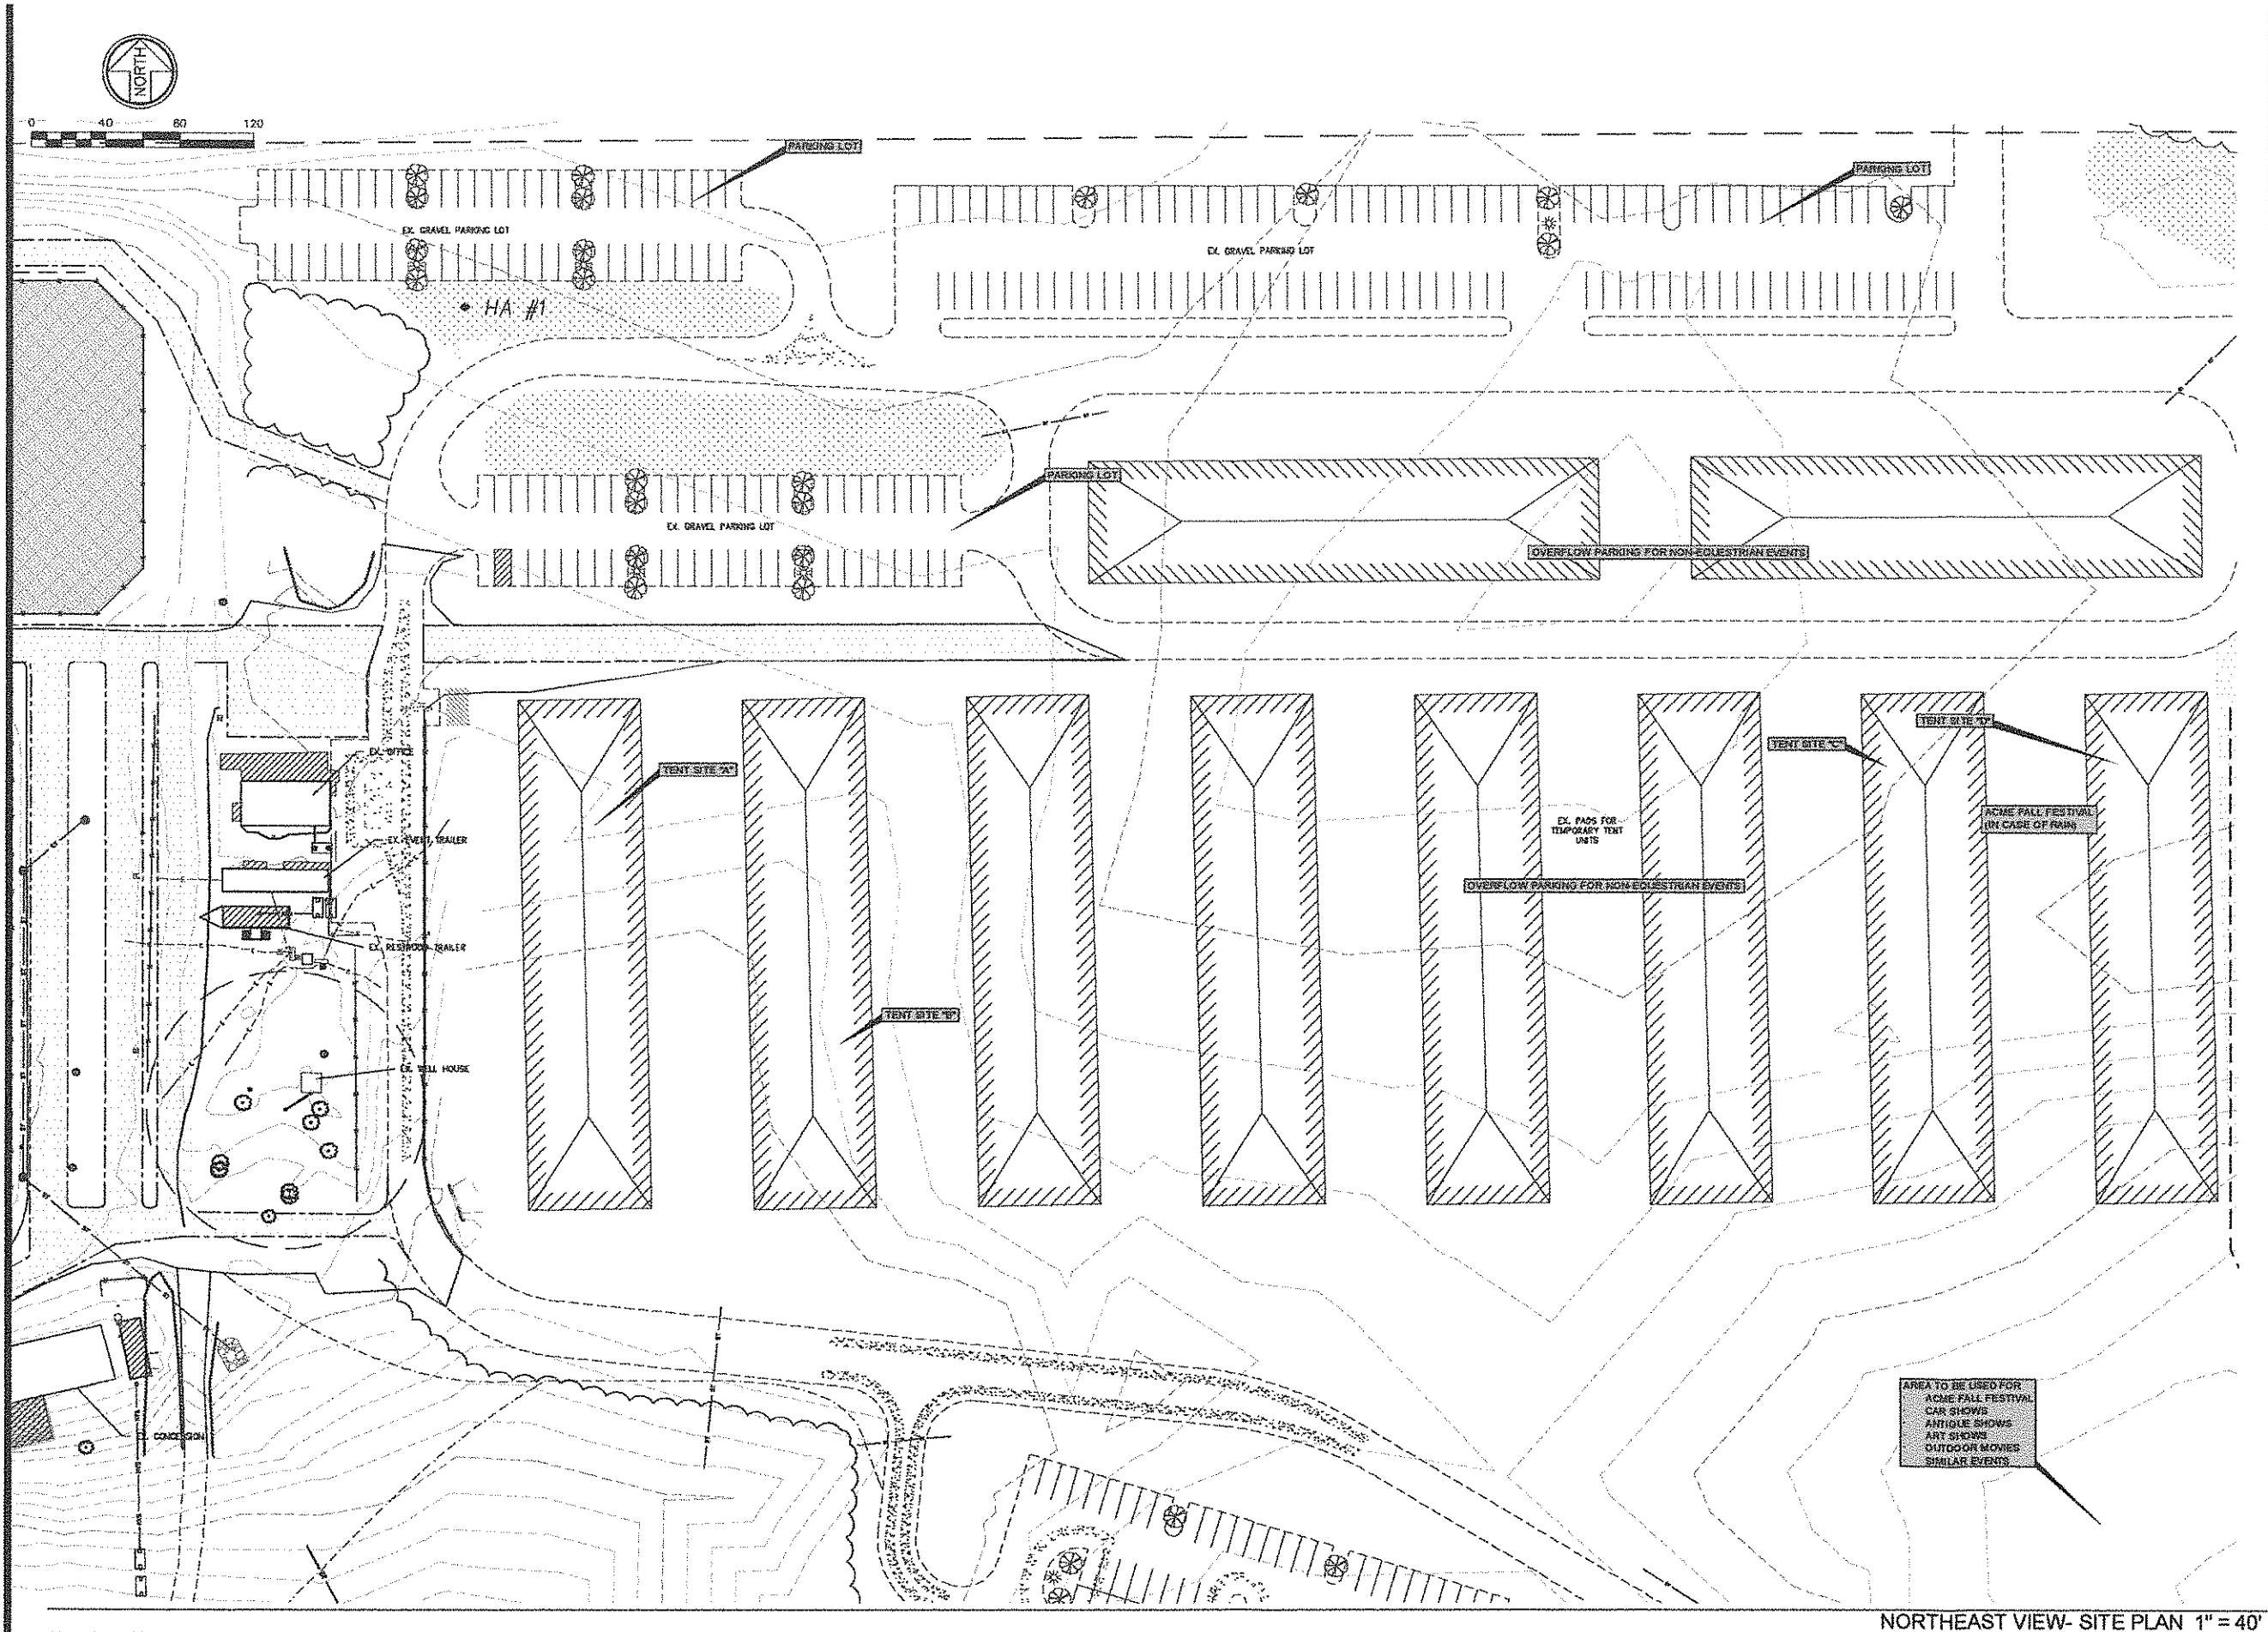 NORTH
0 40 80 120
PARKING LOT
PARKING LOT
EX. GRAVEL PARKING LOT
EX. GRAVEL PARKING LOT
HA #1
PARKING LOT
EX. GRAVEL PARKING LOT
OVERFLOW PARKING FOR NON-EQUESTRIAN EVENTS
TENT SITE "D"
TENT SITE "C"
EX. OFFICE
TENT SITE "A"
ACME FALL FESTIVAL
(IN CASE OF RAIN)
EX. PADS FOR
TEMPORARY TENT
UNITS
EX. EVENT TRAILER
OVERFLOW PARKING FOR NON-EQUESTRIAN EVENTS
EX. RESTROOM TRAILER
TENT SITE "B"
EX. WELL HOUSE
AREA TO BE USED FOR
ACME FALL FESTIVAL
CAR SHOWS
ANTIQUE SHOWS
ART SHOWS
OUTDOOR MOVIES
SIMILAR EVENTS
EX. CONCESSION
NORTHEAST VIEW- SITE PLAN 1" = 40'